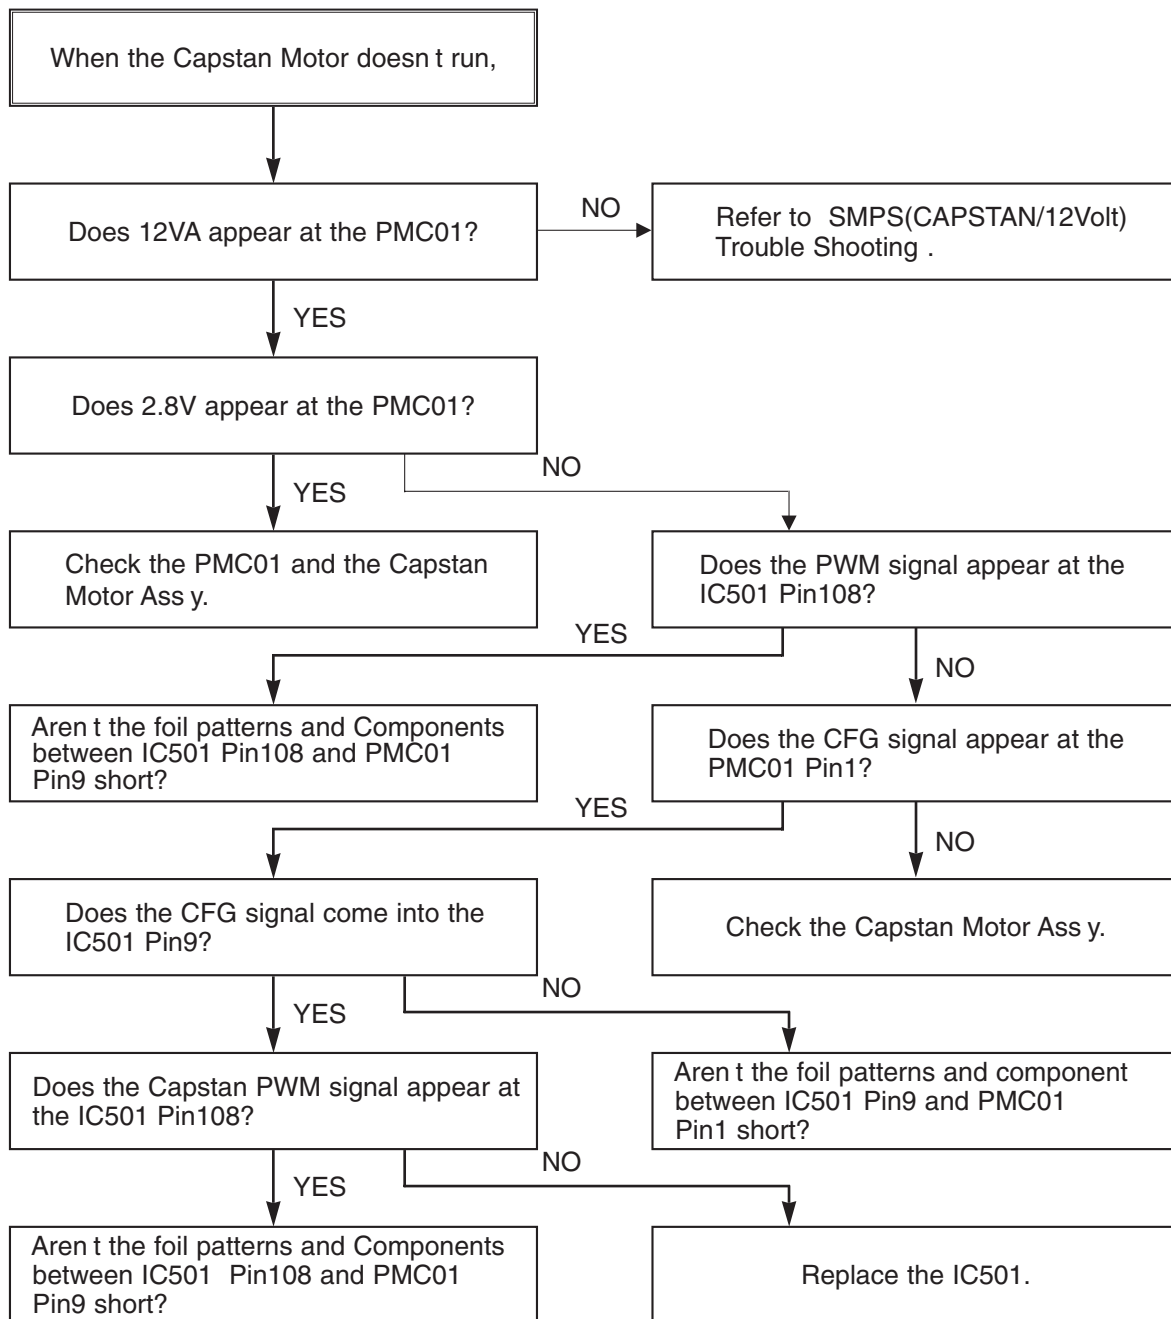 When the Capstan Motor doesn t run,
Does 12VA appear at the PMC01?
NO
Refer to SMPS(CAPSTAN/12Volt)
Trouble Shooting .
YES
Does 2.8V appear at the PMC01?
NO
YES
Check the PMC01 and the Capstan
Motor Ass y.
Does the PWM signal appear at the
IC501 Pin108?
YES
NO
Aren t the foil patterns and Components
between IC501 Pin108 and PMC01
Pin9 short?
Does the CFG signal appear at the
PMC01 Pin1?
YES
NO
Does the CFG signal come into the
IC501 Pin9?
Check the Capstan Motor Ass y.
NO
YES
Does the Capstan PWM signal appear at
the IC501 Pin108?
Aren t the foil patterns and component
between IC501 Pin9 and PMC01
Pin1 short?
NO
YES
Aren t the foil patterns and Components
between IC501 Pin108 and PMC01
Pin9 short?
Replace the IC501.